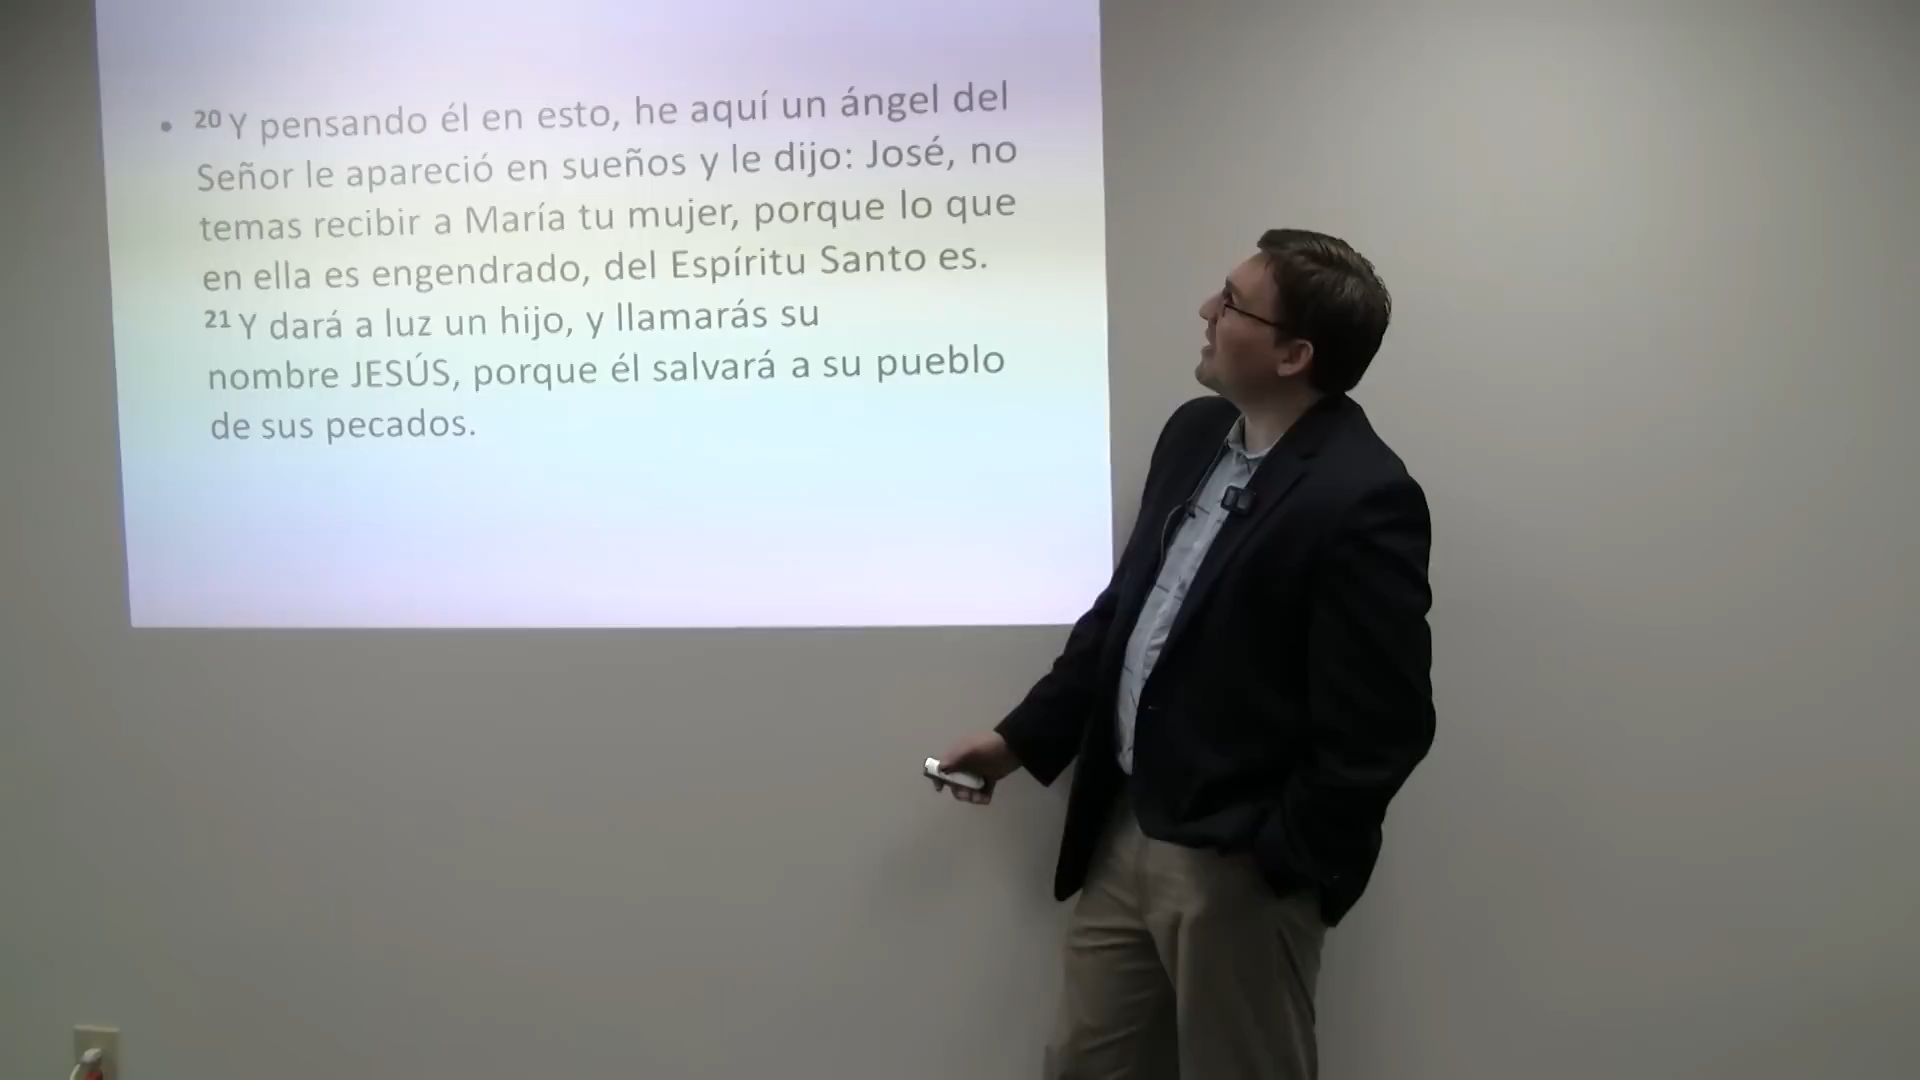 • ²⁰ Y pensando él en esto, he aquí un ángel del
Señor le apareció en sueños y le dijo: José, no
temas recibir a María tu mujer, porque lo que
en ella es engendrado, del Espíritu Santo es.
²¹ Y dará a luz un hijo, y llamarás su
nombre JESÚS, porque él salvará a su pueblo
de sus pecados.